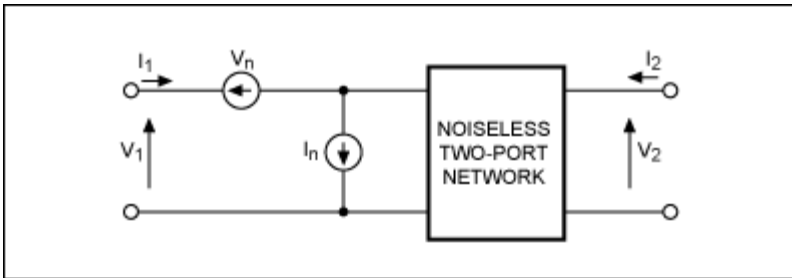 I₁
Vₙ
I₂
V₁
Iₙ
NOISELESS
TWO-PORT
NETWORK
V₂